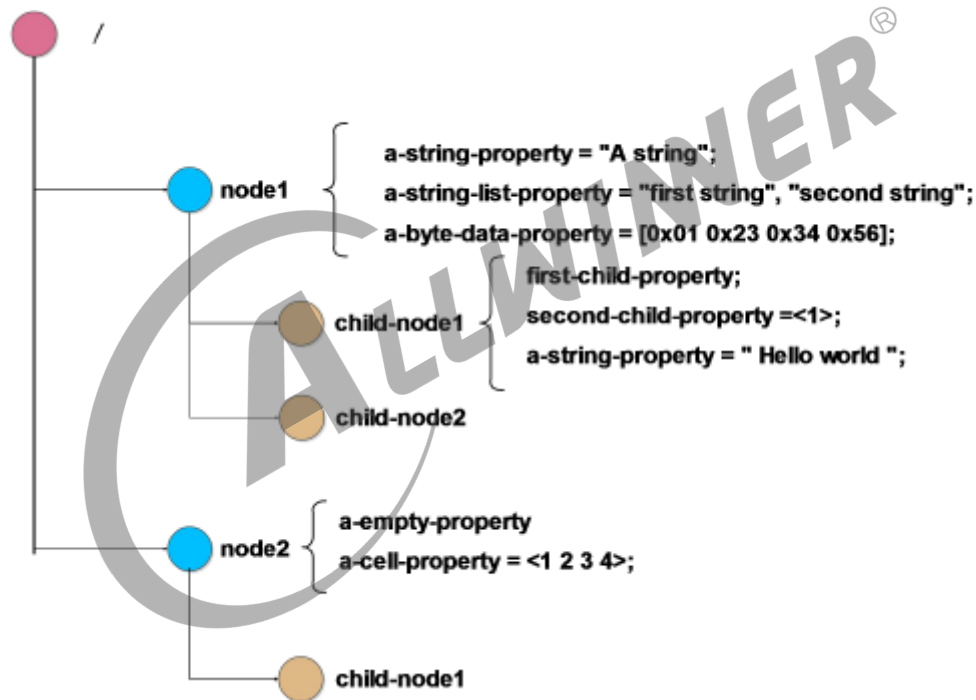 /
node1
a-string-property = "A string";
a-string-list-property = "first string", "second string";
a-byte-data-property = [0x01 0x23 0x34 0x56];
child-node1
first-child-property;
second-child-property =<1>;
a-string-property = " Hello world ";
child-node2
node2
a-empty-property
a-cell-property = <1 2 3 4>;
child-node1
ALLWINNER®